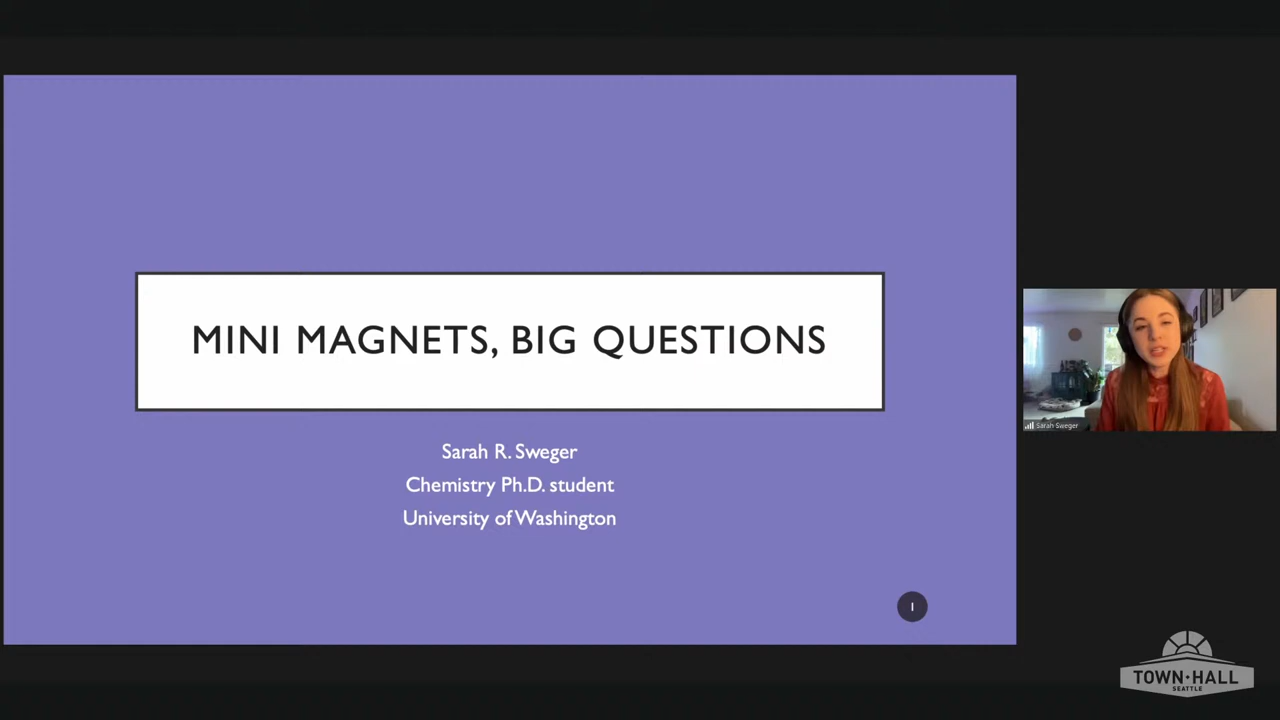 MINI MAGNETS, BIG QUESTIONS
Sarah R. Sweger
Chemistry Ph.D. student
University of Washington
1
Sarah Sweger
TOWN·HALL
SEATTLE